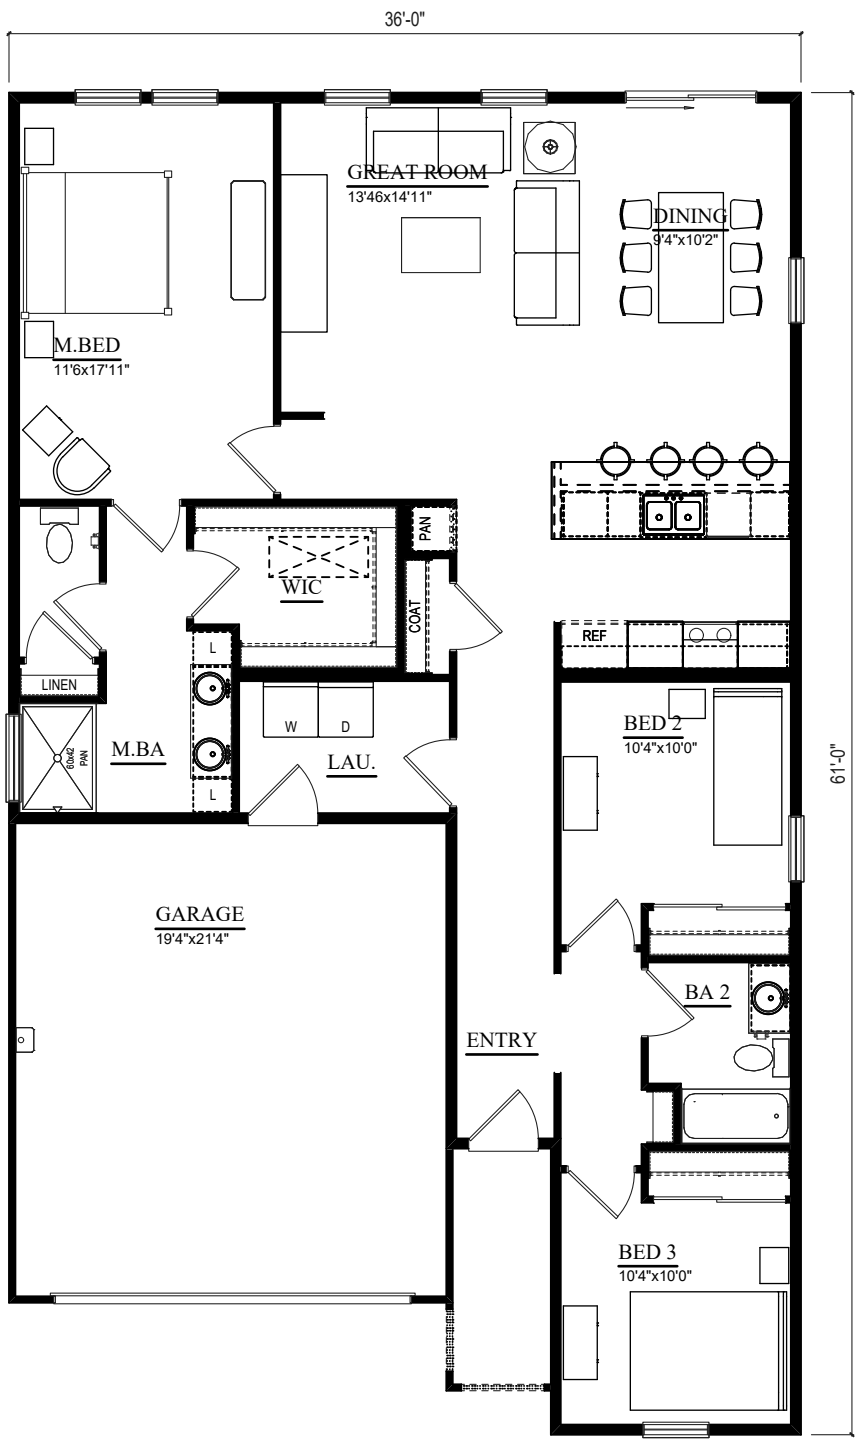 36'-0"
GREAT ROOM
13'46x14'11"
DINING
9'4"x10'2"
M.BED
11'6x17'11"
PAN
WIC
COAT
REF
L
LINEN
W
D
BED 2
10'4"x10'0"
M.BA
60x42
PAN
LAU.
61'-0"
L
GARAGE
19'4"x21'4"
BA 2
ENTRY
BED 3
10'4"x10'0"